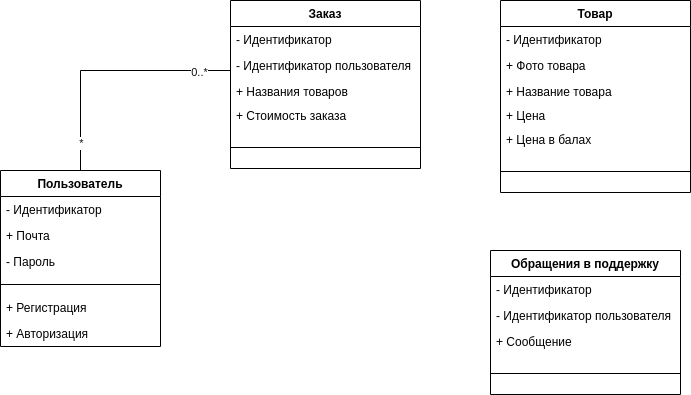 Заказ
- Идентификатор
- Идентификатор пользователя
+ Названия товаров
+ Стоимость заказа
Товар
- Идентификатор
+ Фото товара
+ Название товара
+ Цена
+ Цена в балах
0..*
*
Пользователь
- Идентификатор
+ Почта
- Пароль
+ Регистрация
+ Авторизация
Обращения в поддержку
- Идентификатор
- Идентификатор пользователя
+ Сообщение